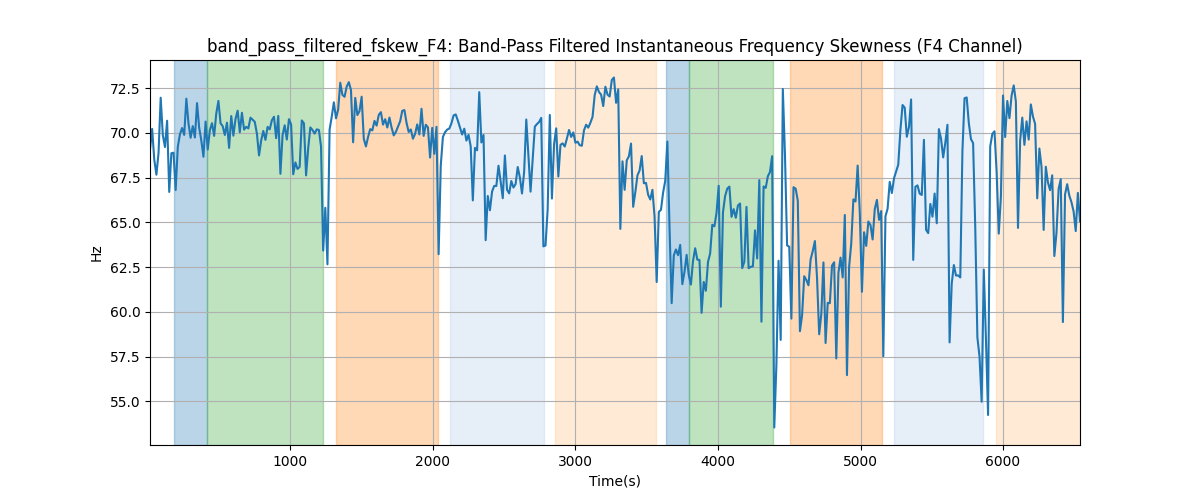 band_pass_filtered_fskew_F4: Band-Pass Filtered Instantaneous Frequency Skewness (F4 Channel)
Hz
72.5
70.0
67.5
65.0
62.5
60.0
57.5
55.0
1000 2000 3000 4000 5000 6000
Time(s)